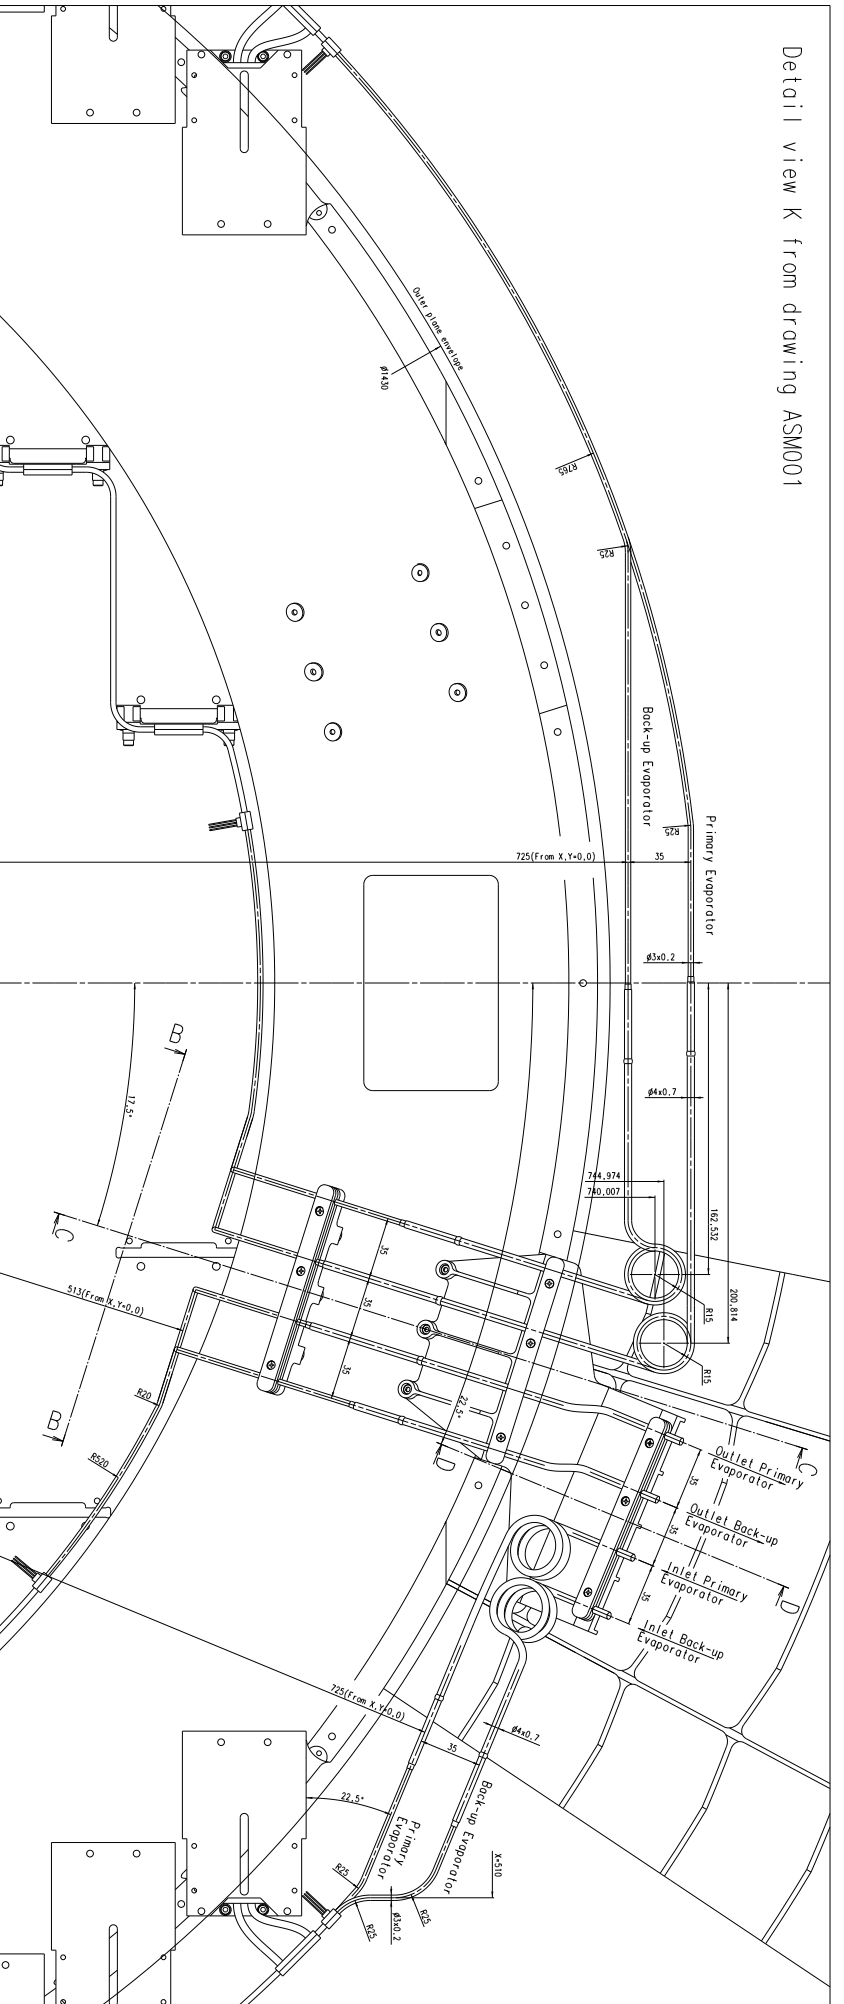 Detail view K from drawing ASM001
Outer plane envelope
ø1430
R765
R25
Back-up Evaporator
Primary Evaporator
R25
725(From X,Y=0,0)
35
ø3x0.2
ø4x0.7
744,974
740,007
162,532
200,814
R15
R15
B
17,5°
C
513(From X,Y=0,0)
35
35
35
22,5°
R20
R520
B
D
C
Outlet Primary
Evaporator
Outlet Back-up
Evaporator
Inlet Primary
Evaporator
Inlet Back-up
Evaporator
35
35
35
D
725(From X,Y=0,0)
35
ø4x0.7
22,5°
Primary
Evaporator
Back-up Evaporator
X=510
R25
R25
ø3x0.2
R25